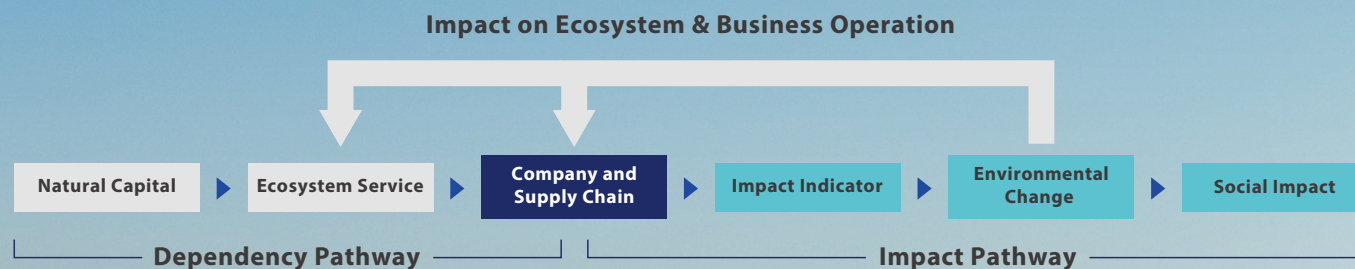 Impact on Ecosystem & Business Operation
Natural Capital
Ecosystem Service
Company and
Supply Chain
Impact Indicator
Environmental
Change
Social Impact
Dependency Pathway
Impact Pathway